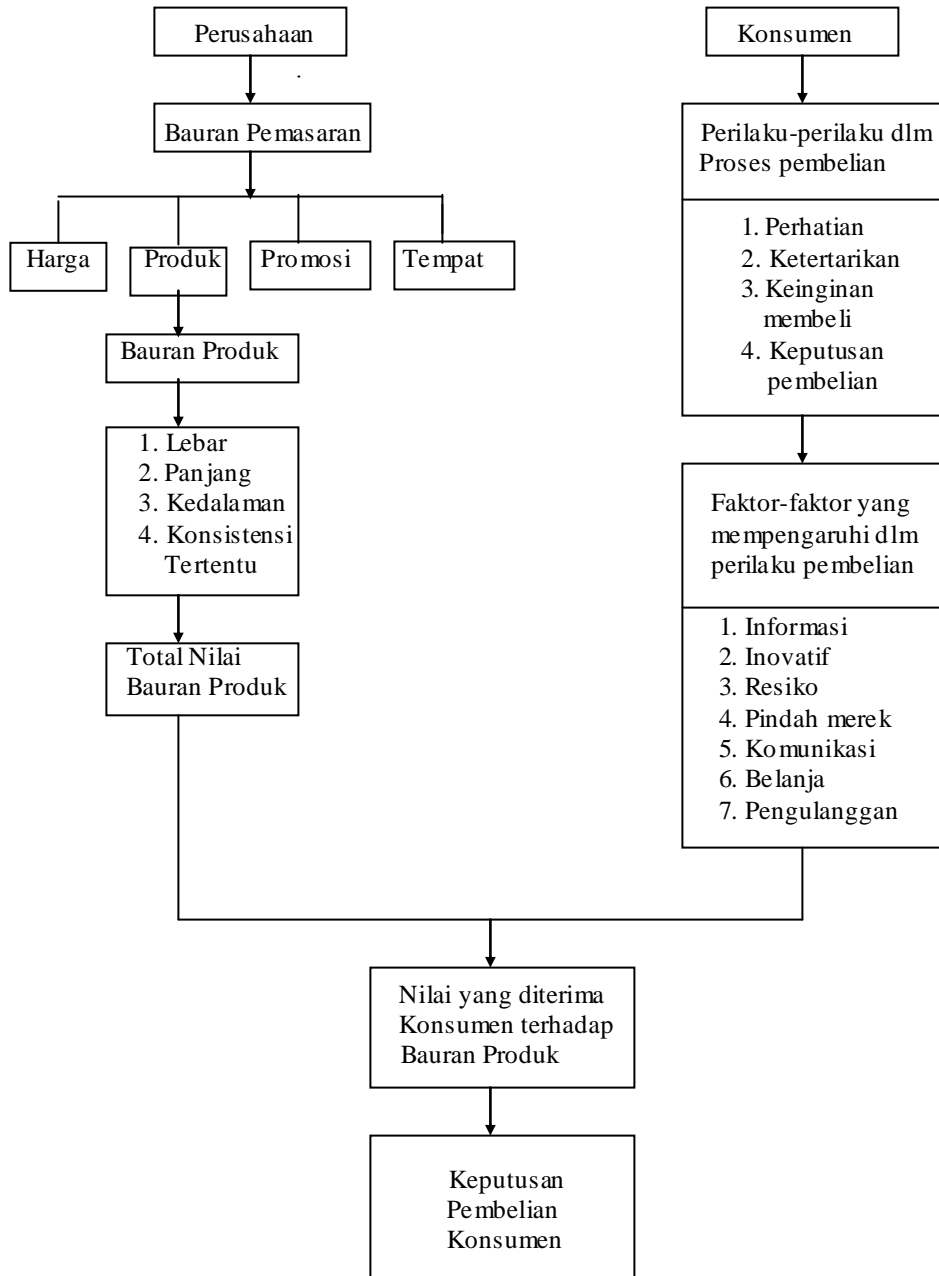 Perusahaan
Konsumen
Bauran Pemasaran
Perilaku-perilaku dlm
Proses pembelian
1. Perhatian
2. Ketertarikan
3. Keinginan
membeli
4. Keputusan
pembelian
Harga
Produk
Promosi
Tempat
Bauran Produk
1. Lebar
2. Panjang
3. Kedalaman
4. Konsistensi
Tertentu
Faktor-faktor yang
mempengaruhi dlm
perilaku pembelian
1. Informasi
2. Inovatif
3. Resiko
4. Pindah merek
5. Komunikasi
6. Belanja
7. Pengulanggan
Total Nilai
Bauran Produk
Nilai yang diterima
Konsumen terhadap
Bauran Produk
Keputusan
Pembelian
Konsumen